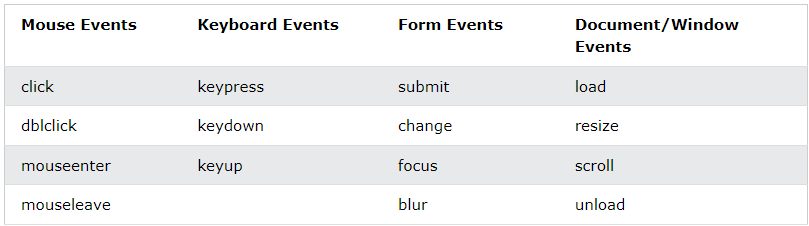 Mouse Events Keyboard Events Form Events Document/Window Events
click keypress submit load
dblclick keydown change resize
mouseenter keyup focus scroll
mouseleave blur unload